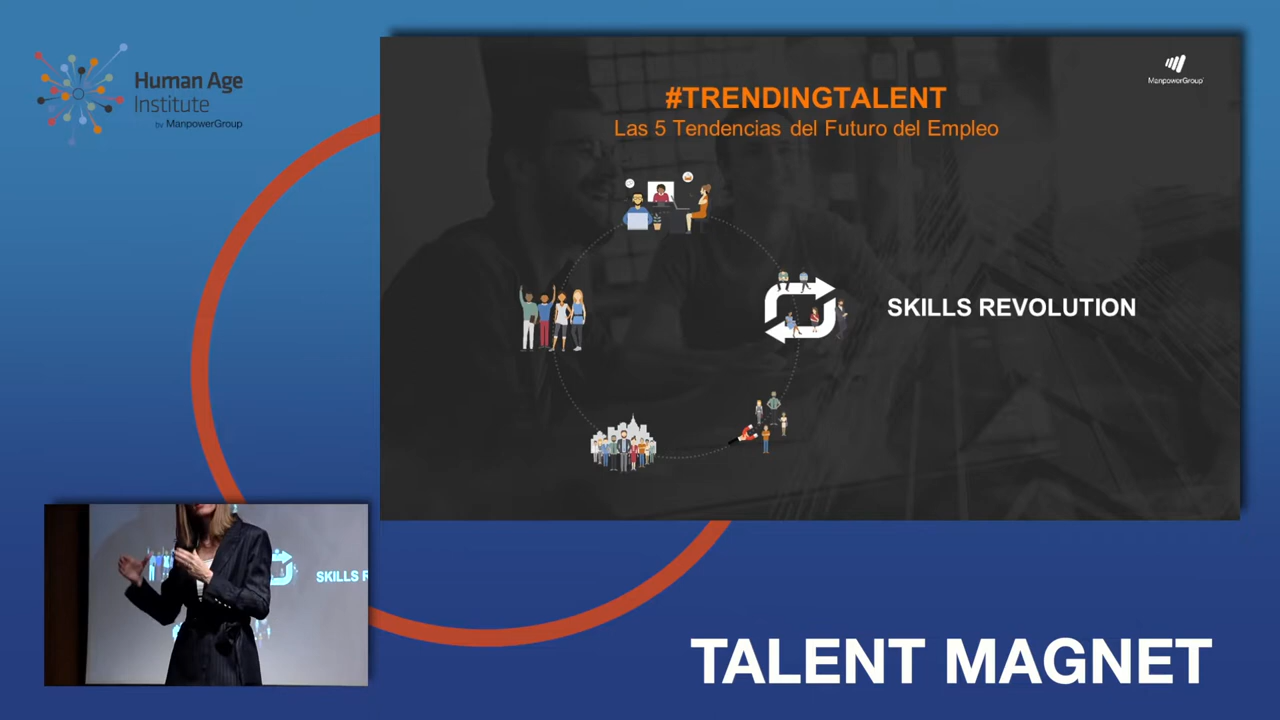 Human Age
Institute
by ManpowerGroup
ManpowerGroup
#TRENDINGTALENT
Las 5 Tendencias del Futuro del Empleo
SKILLS REVOLUTION
SKILLS R
TALENT MAGNET